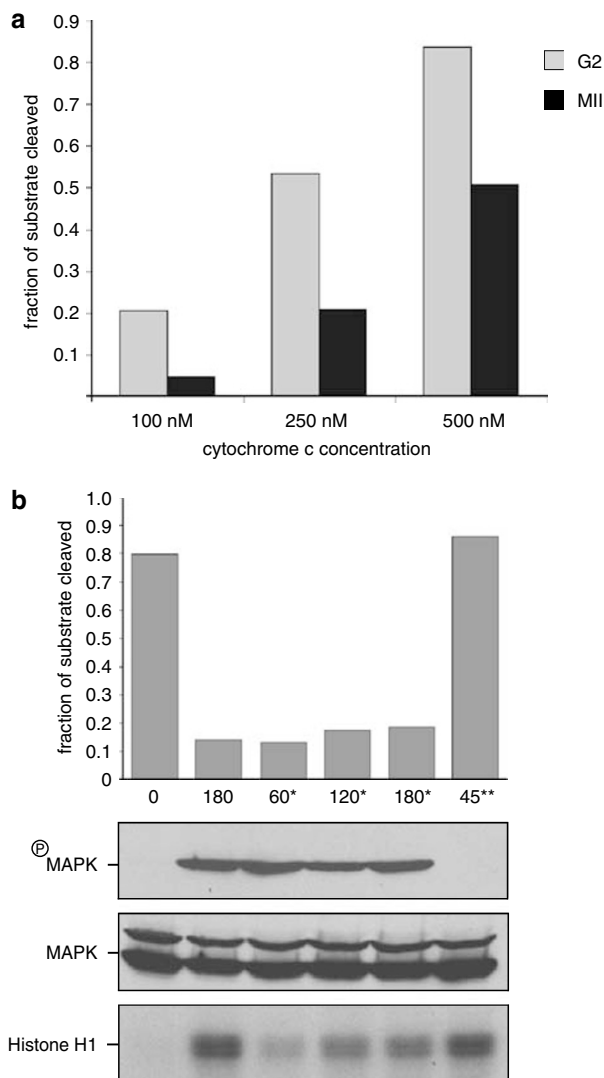 a
fraction of substrate cleaved
0.9
0.8
0.7
0.6
0.5
0.4
0.3
0.2
0.1
G2
MII
100 nM 250 nM 500 nM
cytochrome c concentration
b
fraction of substrate cleaved
1.0
0.9
0.8
0.7
0.6
0.5
0.4
0.3
0.2
0.1
0
0 180 60* 120* 180* 45**
Ⓟ
MAPK
MAPK
Histone H1